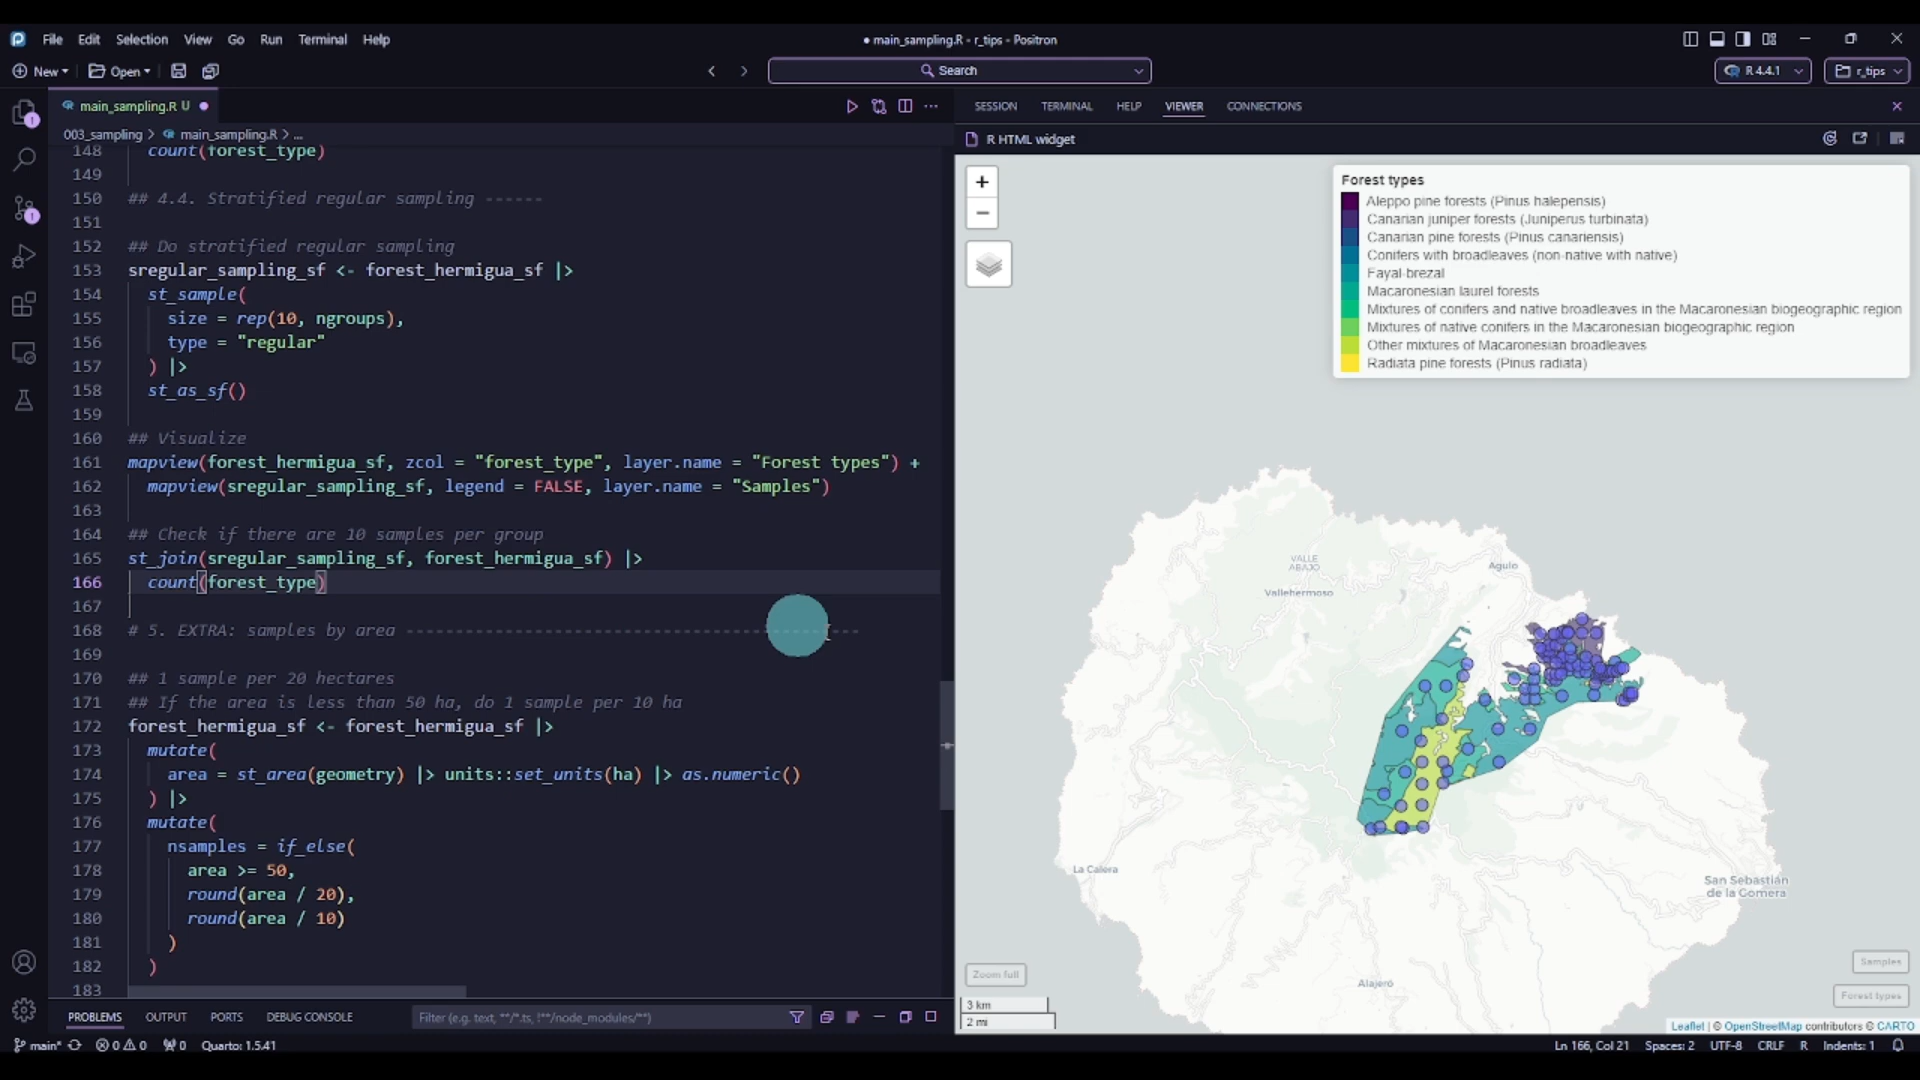 File Edit Selection View Go Run Terminal Help
● main_sampling.R - r_tips - Positron
New Open
Search
R 4.4.1
r_tips
main_sampling.R U
003_sampling > main_sampling.R > ...
148 count(forest_type)
149
150 ## 4.4. Stratified regular sampling ------
151
152 ## Do stratified regular sampling
153 sregular_sampling_sf <- forest_hermigua_sf |>
154 st_sample(
155 size = rep(10, ngroups),
156 type = "regular"
157 ) |>
158 st_as_sf()
159
160 ## Visualize
161 mapview(forest_hermigua_sf, zcol = "forest_type", layer.name = "Forest types") +
162 mapview(sregular_sampling_sf, legend = FALSE, layer.name = "Samples")
163
164 ## Check if there are 10 samples per group
165 st_join(sregular_sampling_sf, forest_hermigua_sf) |>
166 count(forest_type)
167
168 # 5. EXTRA: samples by area ----------------------------------------------
169
170 ## 1 sample per 20 hectares
171 ## If the area is less than 50 ha, do 1 sample per 10 ha
172 forest_hermigua_sf <- forest_hermigua_sf |>
173 mutate(
174 area = st_area(geometry) |> units::set_units(ha) |> as.numeric()
175 ) |>
176 mutate(
177 nsamples = if_else(
178 area >= 50,
179 round(area / 20),
180 round(area / 10)
181 )
182 )
183
PROBLEMS OUTPUT PORTS DEBUG CONSOLE
Filter (e.g. text, **/*.ts, !**/node_modules/**)
SESSION TERMINAL HELP VIEWER CONNECTIONS
R HTML widget
+
−
Forest types
Aleppo pine forests (Pinus halepensis)
Canarian juniper forests (Juniperus turbinata)
Canarian pine forests (Pinus canariensis)
Conifers with broadleaves (non-native with native)
Fayal-brezal
Macaronesian laurel forests
Mixtures of conifers and native broadleaves in the Macaronesian biogeographic region
Mixtures of native conifers in the Macaronesian biogeographic region
Other mixtures of Macaronesian broadleaves
Radiata pine forests (Pinus radiata)
VALLE
ABAJO
Agulo
Vallehermoso
La Calera
San Sebastián
de la Gomera
Alajeró
Zoom full
Samples
Forest types
3 km
2 mi
Leaflet | © OpenStreetMap contributors © CARTO
main* 0 0 0 Quarto: 1.5.41
Ln 166, Col 21 Spaces: 2 UTF-8 CRLF R Indents: 1